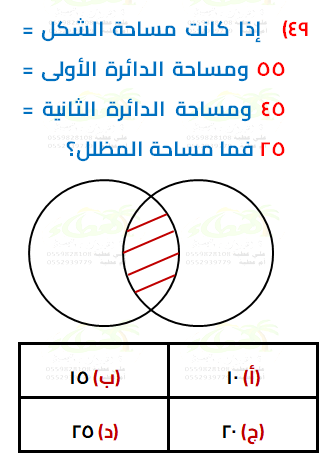 ٤٩) إذا كانت مساحة الشكل =
٥٥ ومساحة الدائرة الأولى =
٤٥ ومساحة الدائرة الثانية =
٢٥ فما مساحة المظلل؟
(أ) ١٠ (ب) ١٥
(ج) ٢٠ (د) ٢٥